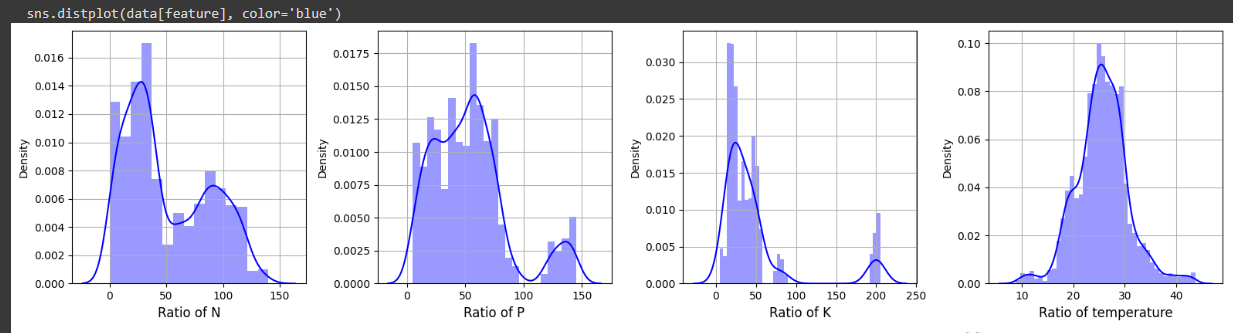 sns.distplot(data[feature], color='blue')
Density
0.016
0.014
0.012
0.010
0.008
0.006
0.004
0.002
0.000
0 50 100 150
Ratio of N
Density
0.0175
0.0150
0.0125
0.0100
0.0075
0.0050
0.0025
0.0000
0 50 100 150
Ratio of P
Density
0.030
0.025
0.020
0.015
0.010
0.005
0.000
0 50 100 150 200 250
Ratio of K
Density
0.10
0.08
0.06
0.04
0.02
0.00
10 20 30 40
Ratio of temperature